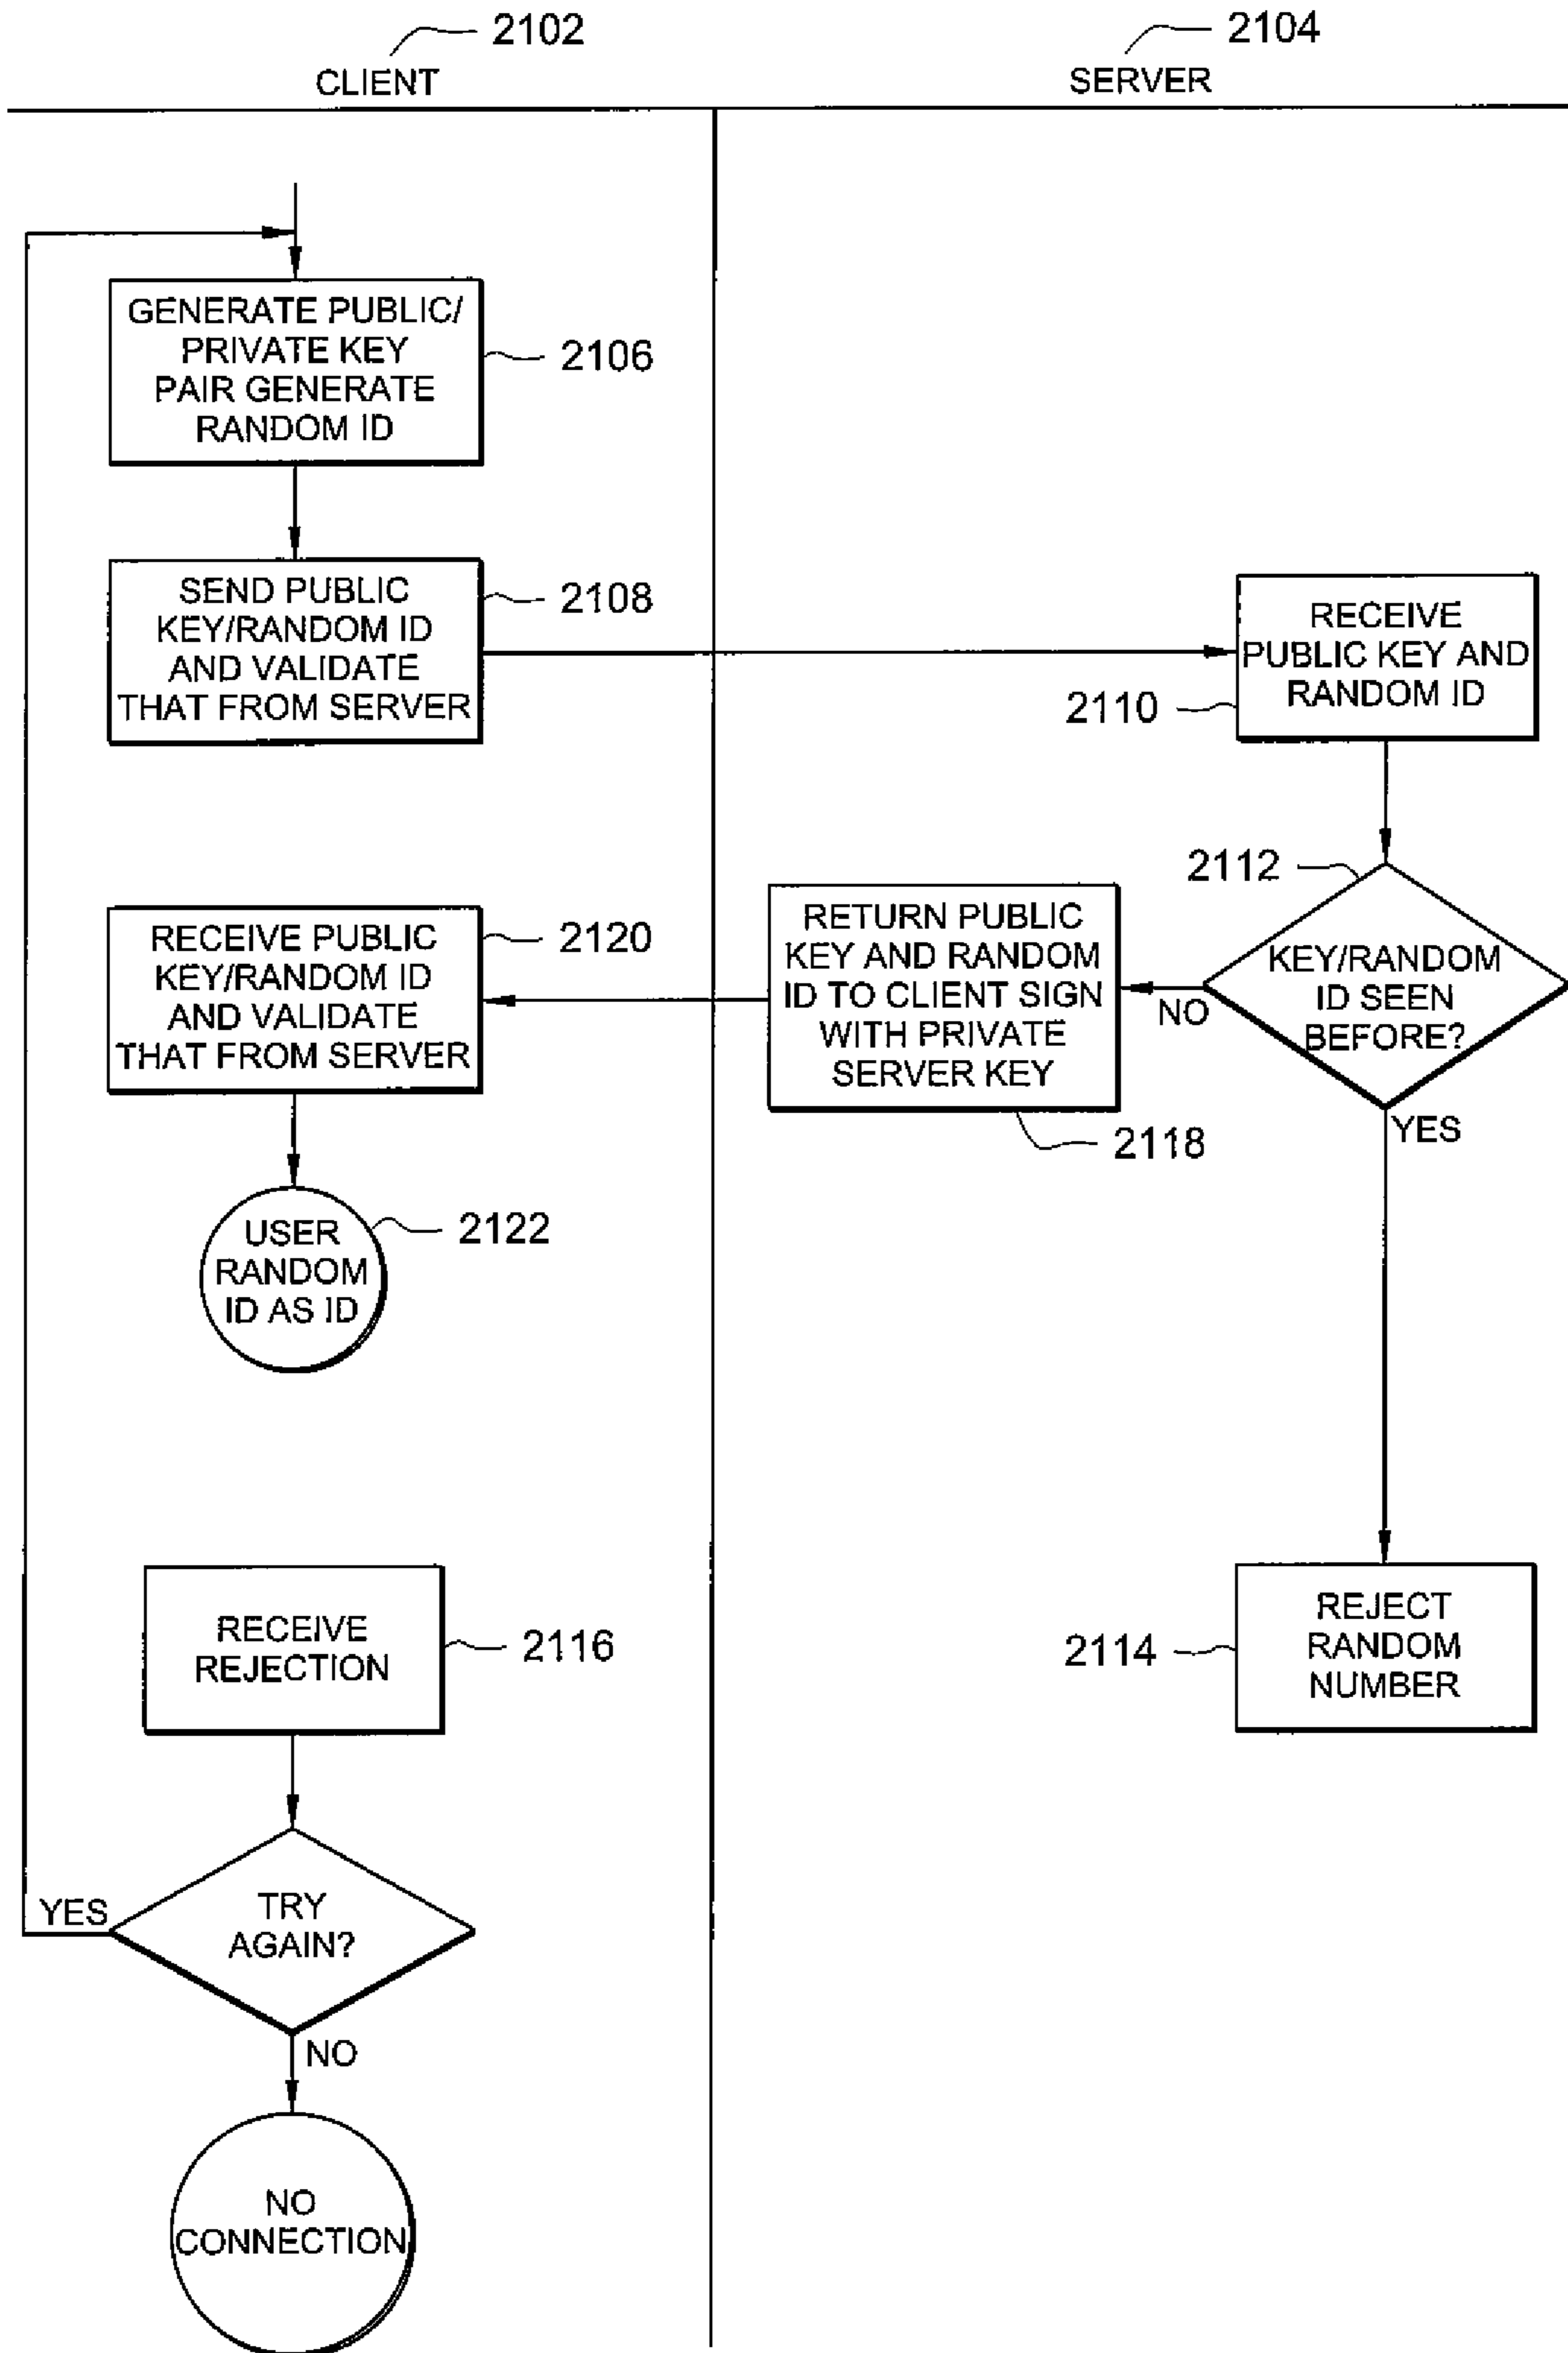 2102
CLIENT
2104
SERVER
GENERATE PUBLIC/
PRIVATE KEY
PAIR GENERATE
RANDOM ID
2106
SEND PUBLIC
KEY/RANDOM ID
AND VALIDATE
THAT FROM SERVER
2108
RECEIVE
PUBLIC KEY AND
RANDOM ID
2110
2112
KEY/RANDOM
ID SEEN
BEFORE?
NO
YES
RETURN PUBLIC
KEY AND RANDOM
ID TO CLIENT SIGN
WITH PRIVATE
SERVER KEY
2118
RECEIVE PUBLIC
KEY/RANDOM ID
AND VALIDATE
THAT FROM SERVER
2120
USER
RANDOM
ID AS ID
2122
REJECT
RANDOM
NUMBER
2114
RECEIVE
REJECTION
2116
TRY
AGAIN?
YES
NO
NO
CONNECTION